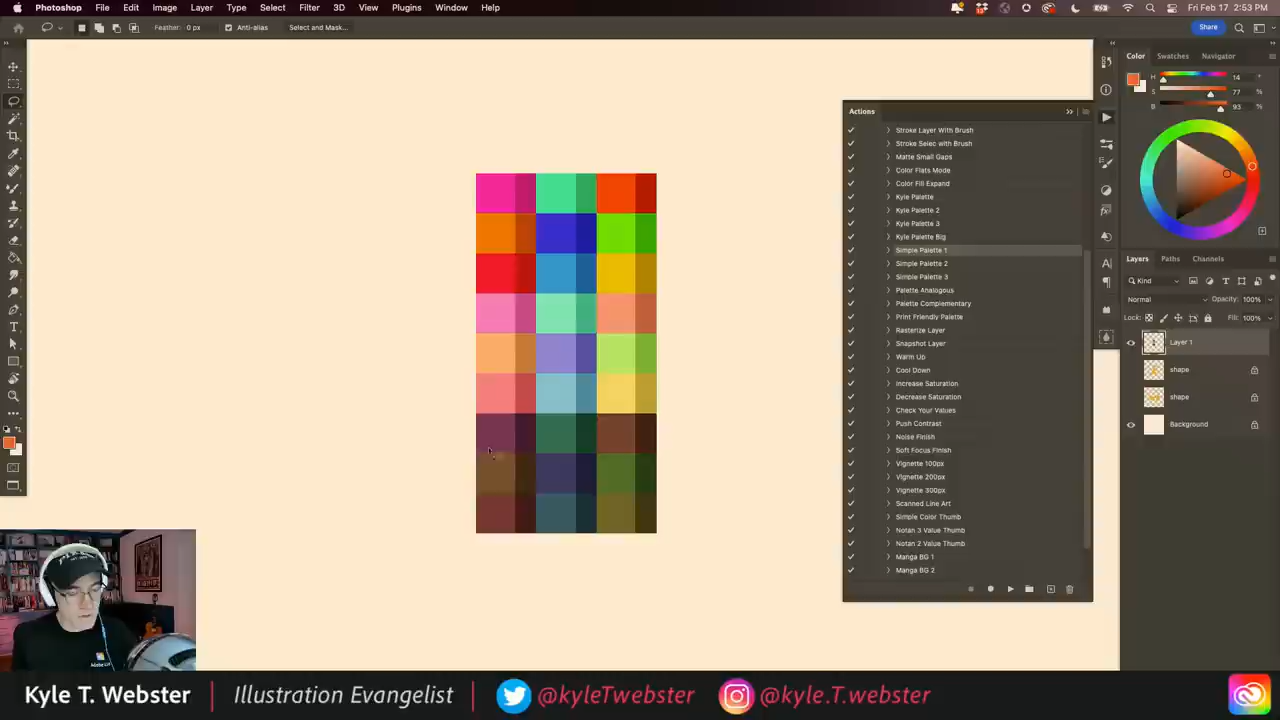 Photoshop File Edit Image Layer Type Select Filter 3D View Plugins Window Help Fri Feb 17 2:53 PM
Feather: 0 px Anti-alias Select and Mask... Share
Color Swatches Navigator
H 14
S 77
B 93 %
Actions
Stroke Layer With Brush
Stroke Selec with Brush
Matte Small Gaps
Color Flats Mode
Color Fill Expand
Kyle Palette
Kyle Palette 2
Kyle Palette 3
Kyle Palette Big
Simple Palette 1
Simple Palette 2
Simple Palette 3
Palette Analogous
Palette Complementary
Print Friendly Palette
Rasterize Layer
Snapshot Layer
Warm Up
Cool Down
Increase Saturation
Decrease Saturation
Check Your Values
Push Contrast
Noise Finish
Soft Focus Finish
Vignette 100px
Vignette 200px
Vignette 300px
Scanned Line Art
Simple Color Thumb
Notan 3 Value Thumb
Notan 2 Value Thumb
Manga BG 1
Manga BG 2
Layers Paths Channels
Kind
Normal Opacity: 100%
Lock: Fill: 100%
Layer 1
shape
shape
Background
Kyle T. Webster | Illustration Evangelist | @kyleTwebster @kyle.T.webster